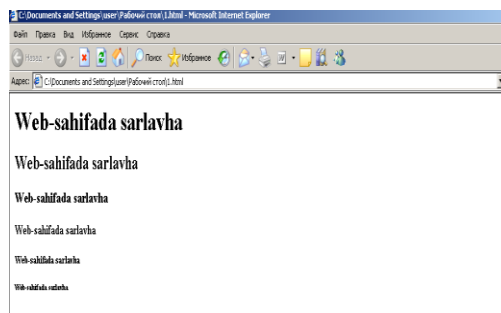 C:\Documents and Settings\user\Рабочий стол\1.html - Microsoft Internet Explorer
Файл Правка Вид Избранное Сервис Справка
Назад Поиск Избранное
Адрес: C:\Documents and Settings\user\Рабочий стол\1.html
Web-sahifada sarlavha
Web-sahifada sarlavha
Web-sahifada sarlavha
Web-sahifada sarlavha
Web-sahifada sarlavha
Web-sahifada sarlavha